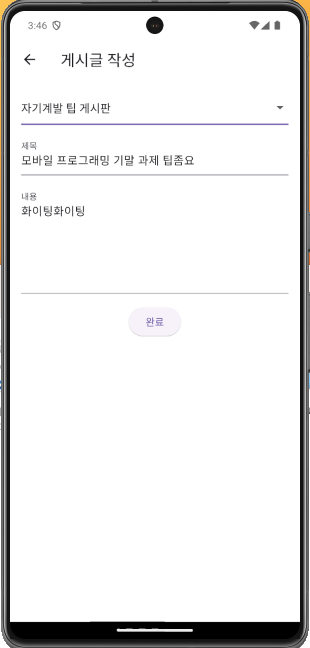 3:46
게시글 작성
자기계발 팁 게시판
제목
모바일 프로그래밍 기말 과제 팁좀요
내용
화이팅화이팅
완료